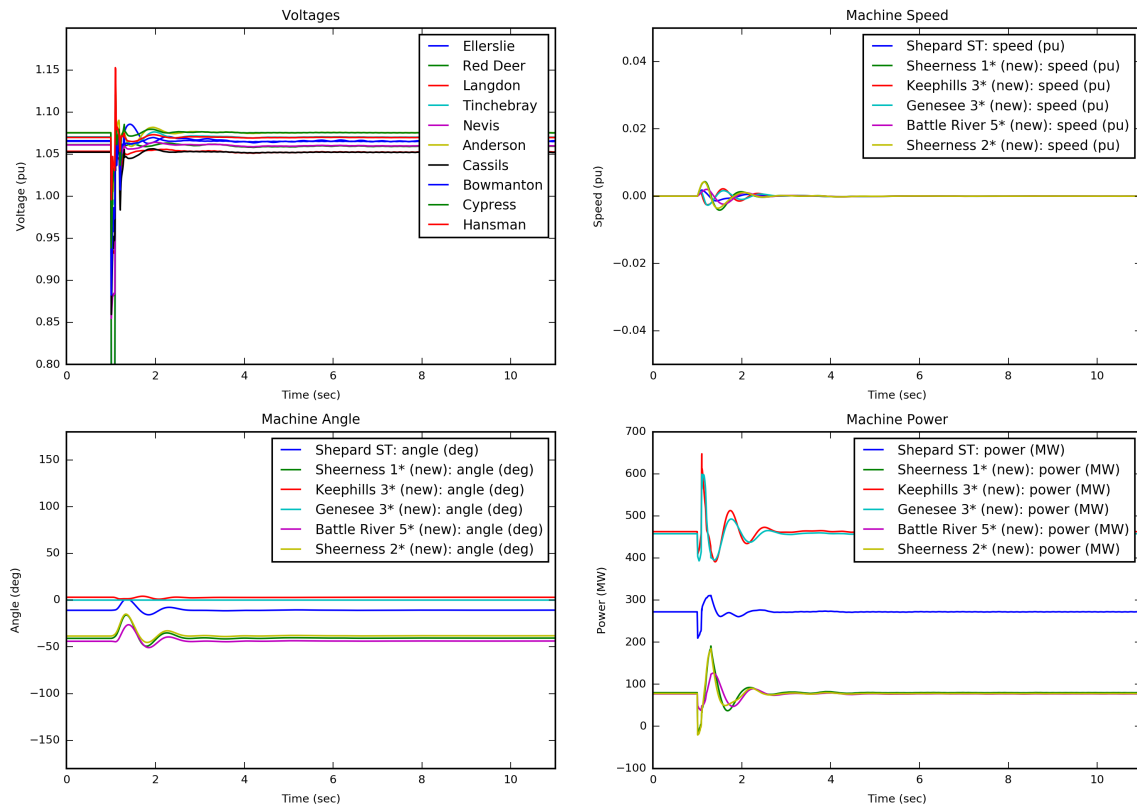 Voltages
1.15
1.10
1.05
1.00
0.95
0.90
0.85
0.80
Voltage (pu)
0
2
4
6
8
10
Time (sec)
Ellerslie
Red Deer
Langdon
Tinchebray
Nevis
Anderson
Cassils
Bowmanton
Cypress
Hansman
Machine Speed
0.04
0.02
0.00
−0.02
−0.04
Speed (pu)
0
2
4
6
8
10
Time (sec)
Shepard ST: speed (pu)
Sheerness 1* (new): speed (pu)
Keephills 3* (new): speed (pu)
Genesee 3* (new): speed (pu)
Battle River 5* (new): speed (pu)
Sheerness 2* (new): speed (pu)
Machine Angle
150
100
50
0
−50
−100
−150
Angle (deg)
0
2
4
6
8
10
Time (sec)
Shepard ST: angle (deg)
Sheerness 1* (new): angle (deg)
Keephills 3* (new): angle (deg)
Genesee 3* (new): angle (deg)
Battle River 5* (new): angle (deg)
Sheerness 2* (new): angle (deg)
Machine Power
700
600
500
400
300
200
100
0
−100
Power (MW)
0
2
4
6
8
10
Time (sec)
Shepard ST: power (MW)
Sheerness 1* (new): power (MW)
Keephills 3* (new): power (MW)
Genesee 3* (new): power (MW)
Battle River 5* (new): power (MW)
Sheerness 2* (new): power (MW)